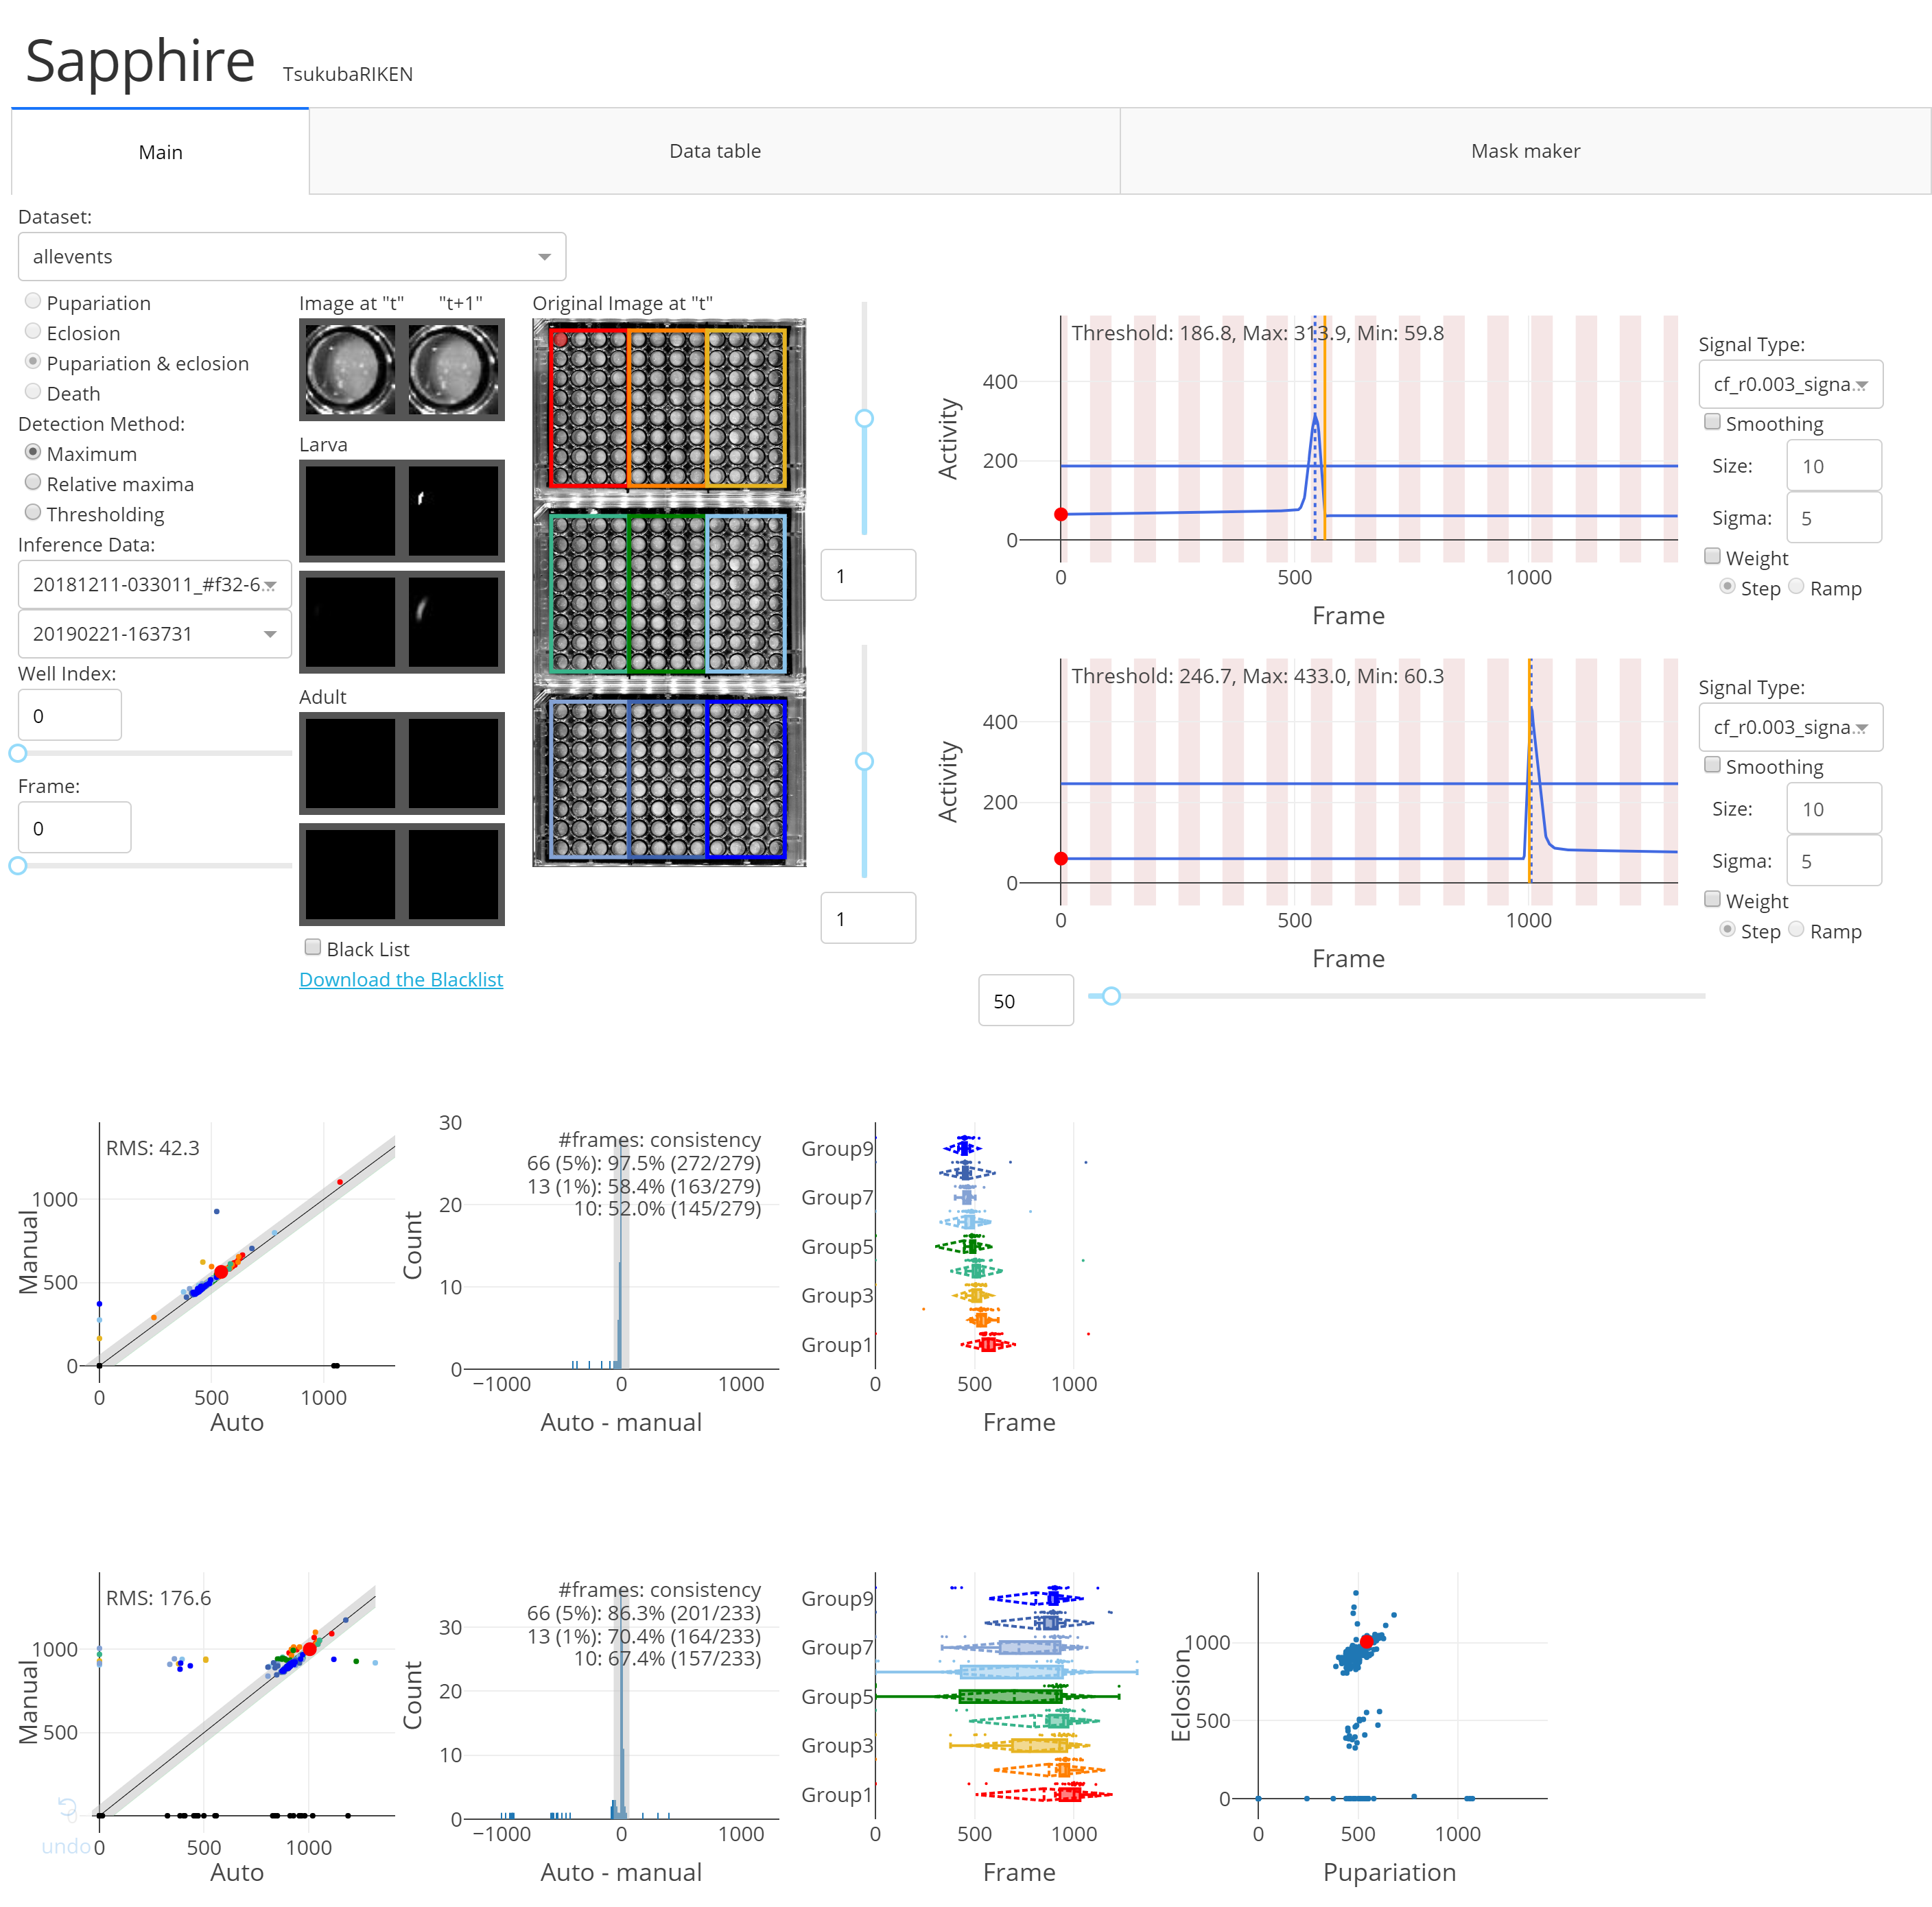 Sapphire TsukubaRIKEN
Main
Data table
Mask maker
Dataset:
allevents
Pupariation
Eclosion
Pupariation & eclosion
Death
Detection Method:
Maximum
Relative maxima
Thresholding
Inference Data:
20181211-033011_#f32-6...
20190221-163731
Well Index:
0
Frame:
0
Image at "t" "t+1"
Larva
Adult
Black List
Download the Blacklist
Original Image at "t"
1
1
Threshold: 186.8, Max: 313.9, Min: 59.8
Activity
400
200
0
0 500 1000
Frame
Signal Type:
cf_r0.003_signa...
Smoothing
Size: 10
Sigma: 5
Weight
Step Ramp
Threshold: 246.7, Max: 433.0, Min: 60.3
Activity
400
200
0
0 500 1000
Frame
Signal Type:
cf_r0.003_signa...
Smoothing
Size: 10
Sigma: 5
Weight
Step Ramp
50
RMS: 42.3
Manual
1000
500
0
0 500 1000
Auto
#frames: consistency
66 (5%): 97.5% (272/279)
13 (1%): 58.4% (163/279)
10: 52.0% (145/279)
Count
30
20
10
0
−1000 0 1000
Auto - manual
Group9
Group7
Group5
Group3
Group1
0 500 1000
Frame
RMS: 176.6
Manual
1000
500
0
undo
0 500 1000
Auto
#frames: consistency
66 (5%): 86.3% (201/233)
13 (1%): 70.4% (164/233)
10: 67.4% (157/233)
Count
30
20
10
0
−1000 0 1000
Auto - manual
Group9
Group7
Group5
Group3
Group1
0 500 1000
Frame
Eclosion
1000
500
0
0 500 1000
Pupariation